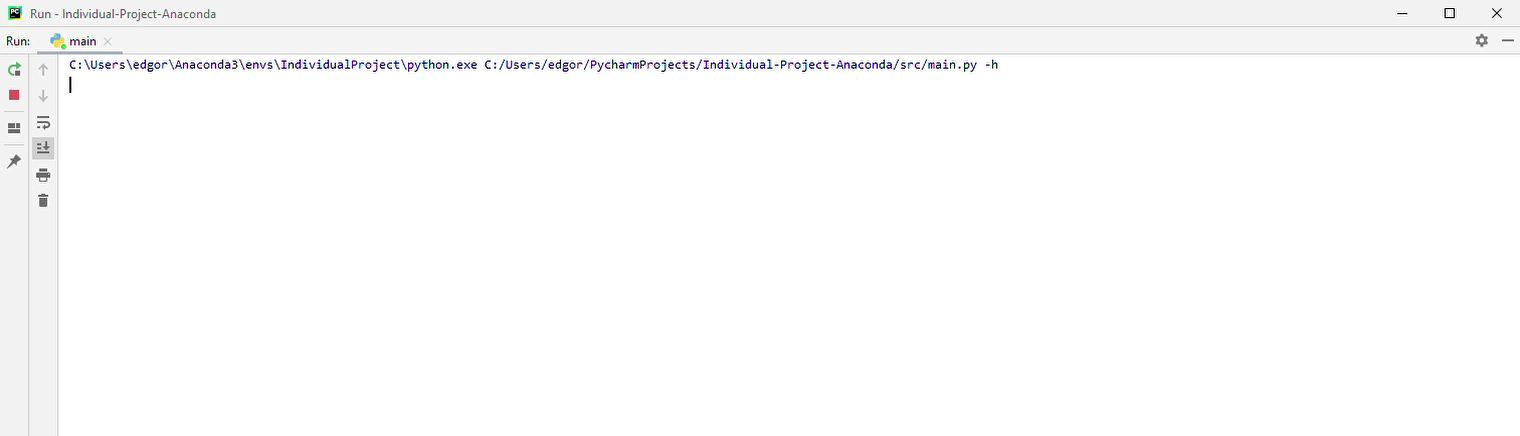 PC Run - Individual-Project-Anaconda
Run: main
C:\Users\edgor\Anaconda3\envs\IndividualProject\python.exe C:/Users/edgor/PycharmProjects/Individual-Project-Anaconda/src/main.py -h